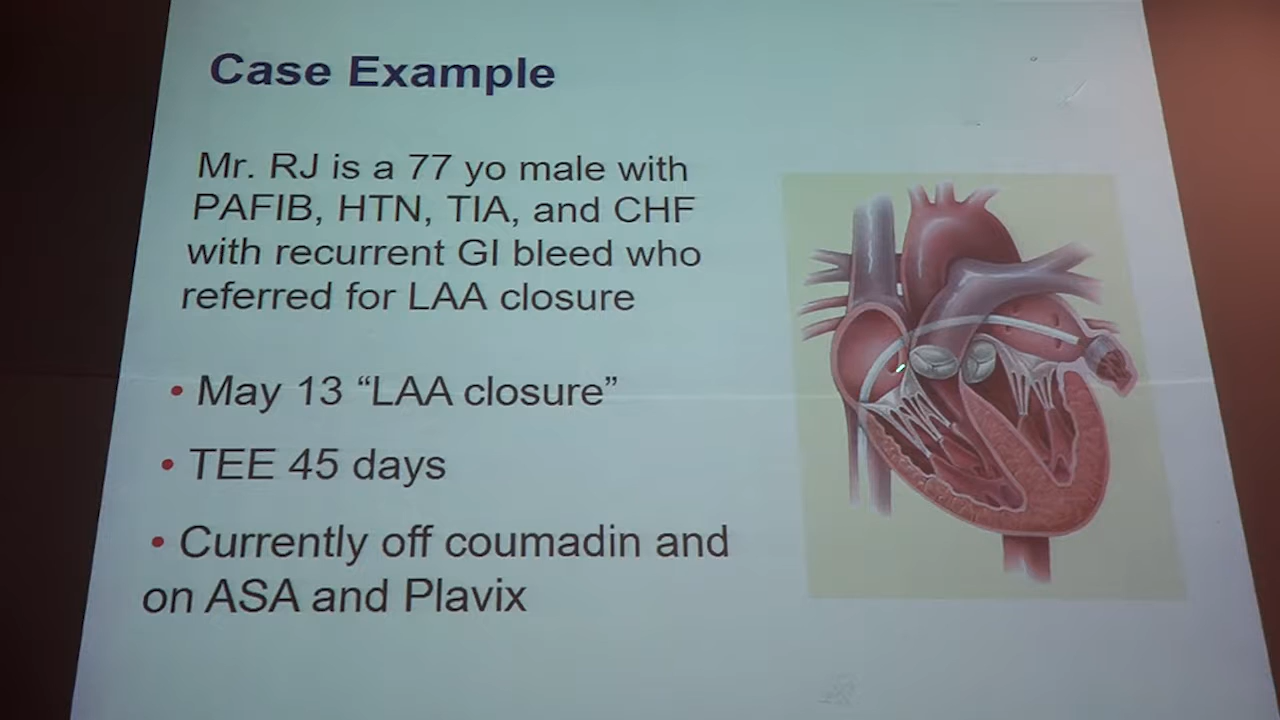 Case Example
Mr. RJ is a 77 yo male with
PAFIB, HTN, TIA, and CHF
with recurrent GI bleed who
referred for LAA closure
• May 13 “LAA closure”
• TEE 45 days
• Currently off coumadin and
on ASA and Plavix